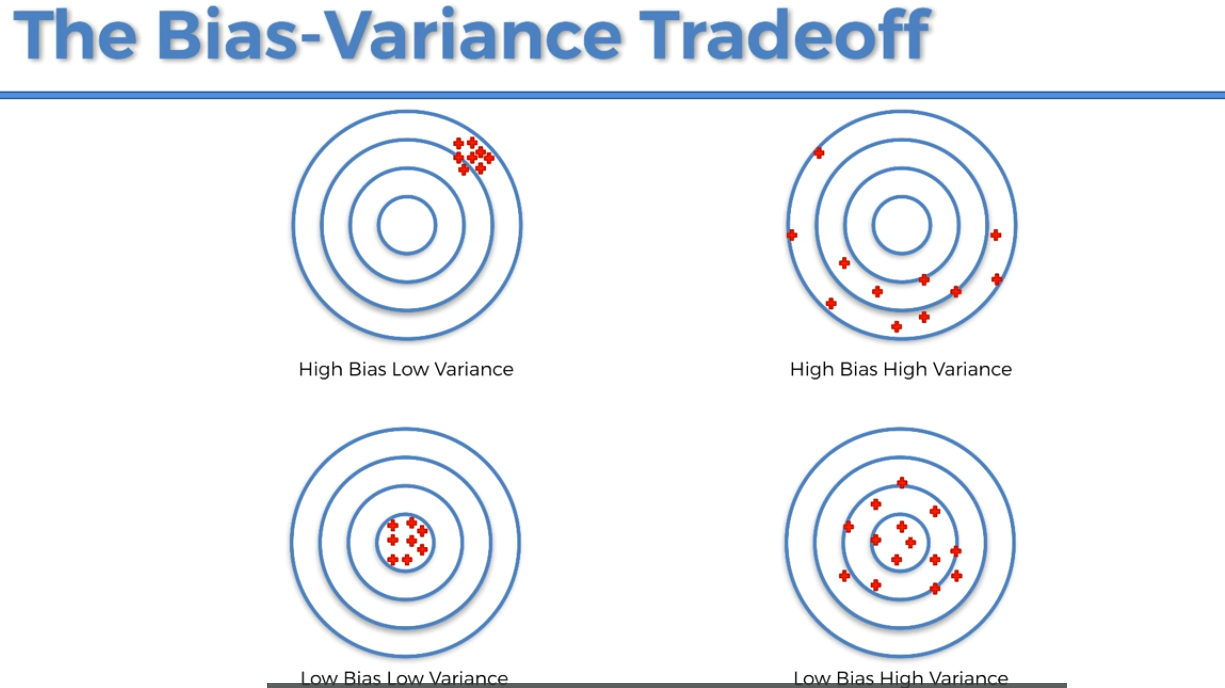 The Bias-Variance Tradeoff
High Bias Low Variance
High Bias High Variance
Low Bias Low Variance
Low Bias High Variance